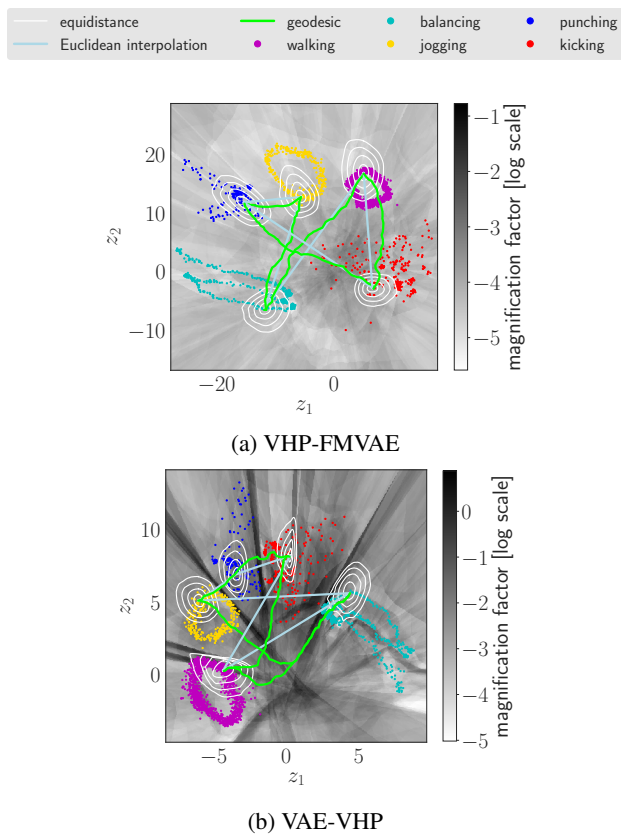 equidistance geodesic balancing punching
Euclidean interpolation walking jogging kicking
20
10
0
−10
z2
−20 0
z1
−1
−2
−3
−4
−5
magnification factor [log scale]
(a) VHP-FMVAE
10
5
0
z2
−5 0 5
z1
0
−1
−2
−3
−4
−5
magnification factor [log scale]
(b) VAE-VHP